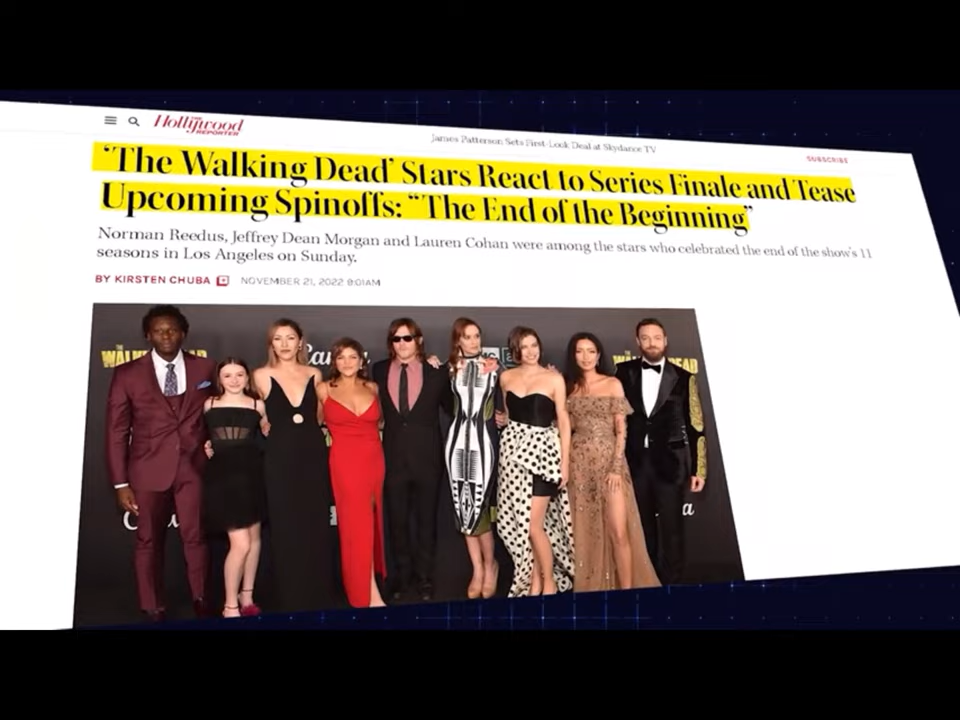 The Hollywood REPORTER
James Patterson Sets First-Look Deal at Skydance TV
SUBSCRIBE
‘The Walking Dead’ Stars React to Series Finale and Tease
Upcoming Spinoffs: “The End of the Beginning”
Norman Reedus, Jeffrey Dean Morgan and Lauren Cohan were among the stars who celebrated the end of the show's 11
seasons in Los Angeles on Sunday.
BY KIRSTEN CHUBA NOVEMBER 21, 2022 9:01AM